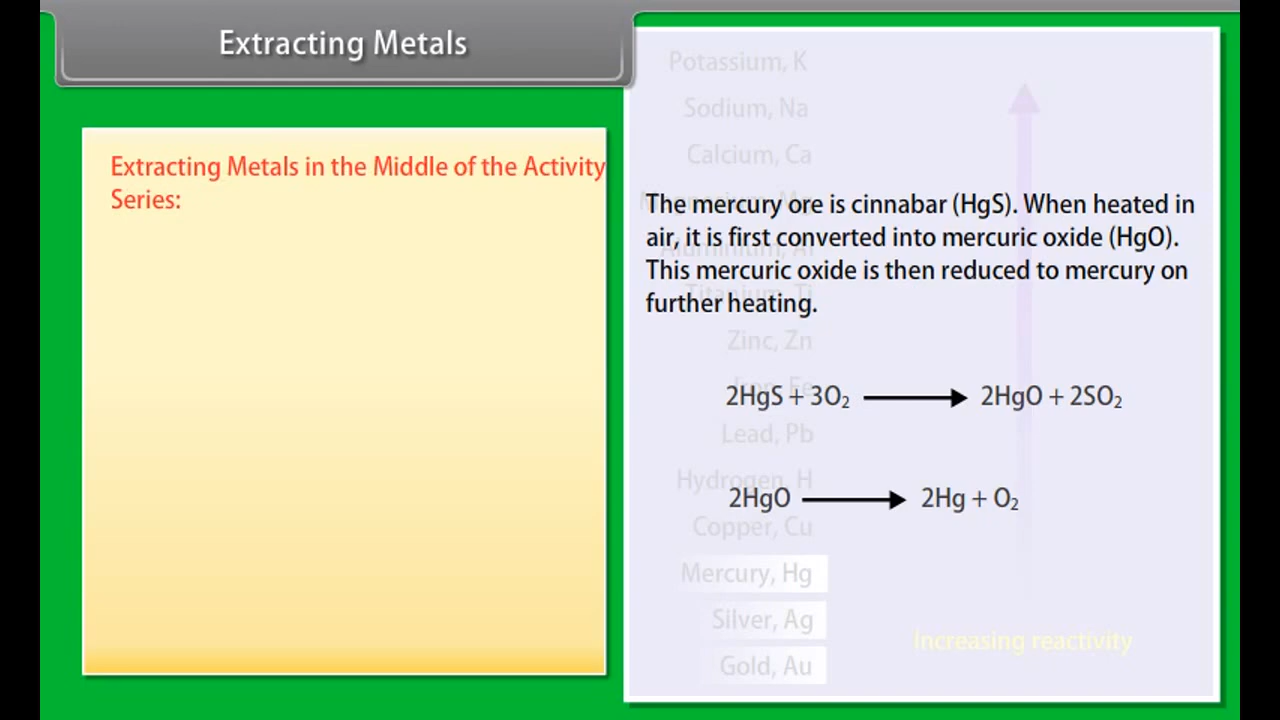 Extracting Metals
Extracting Metals in the Middle of the Activity
Series:
The mercury ore is cinnabar (HgS). When heated in
air, it is first converted into mercuric oxide (HgO).
This mercuric oxide is then reduced to mercury on
further heating.
2HgS + 3O₂ → 2HgO + 2SO₂
2HgO → 2Hg + O₂
Potassium, K
Sodium, Na
Calcium, Ca
Magnesium, Mg
Aluminium, Al
Titanium, Ti
Zinc, Zn
Iron, Fe
Lead, Pb
Hydrogen, H
Copper, Cu
Mercury, Hg
Silver, Ag
Gold, Au
Increasing reactivity